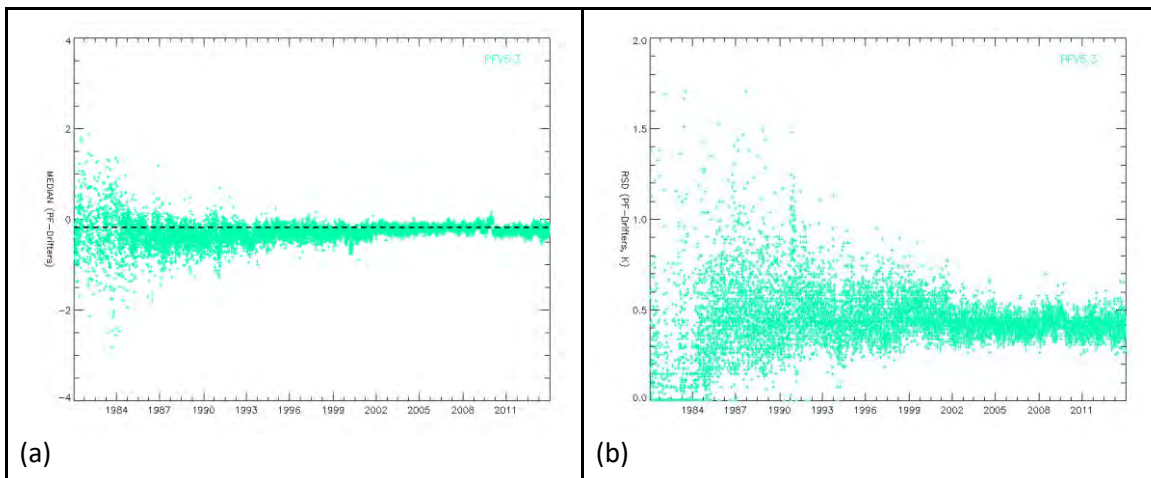 4
2
0
−2
−4
MEDIAN (PF-Drifters)
PFV5.3
1984 1987 1990 1993 1996 1999 2002 2005 2008 2011
(a)
2.0
1.5
1.0
0.5
0.0
RSD (PF-Drifters, K)
PFV5.3
1984 1987 1990 1993 1996 1999 2002 2005 2008 2011
(b)